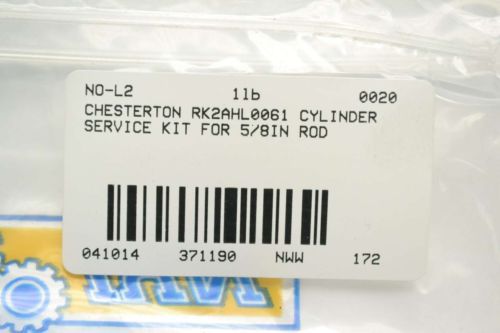 NO-L2 1lb 0020
CHESTERTON RK2AHL0061 CYLINDER
SERVICE KIT FOR 5/8IN ROD
041014 371190 NWW 172